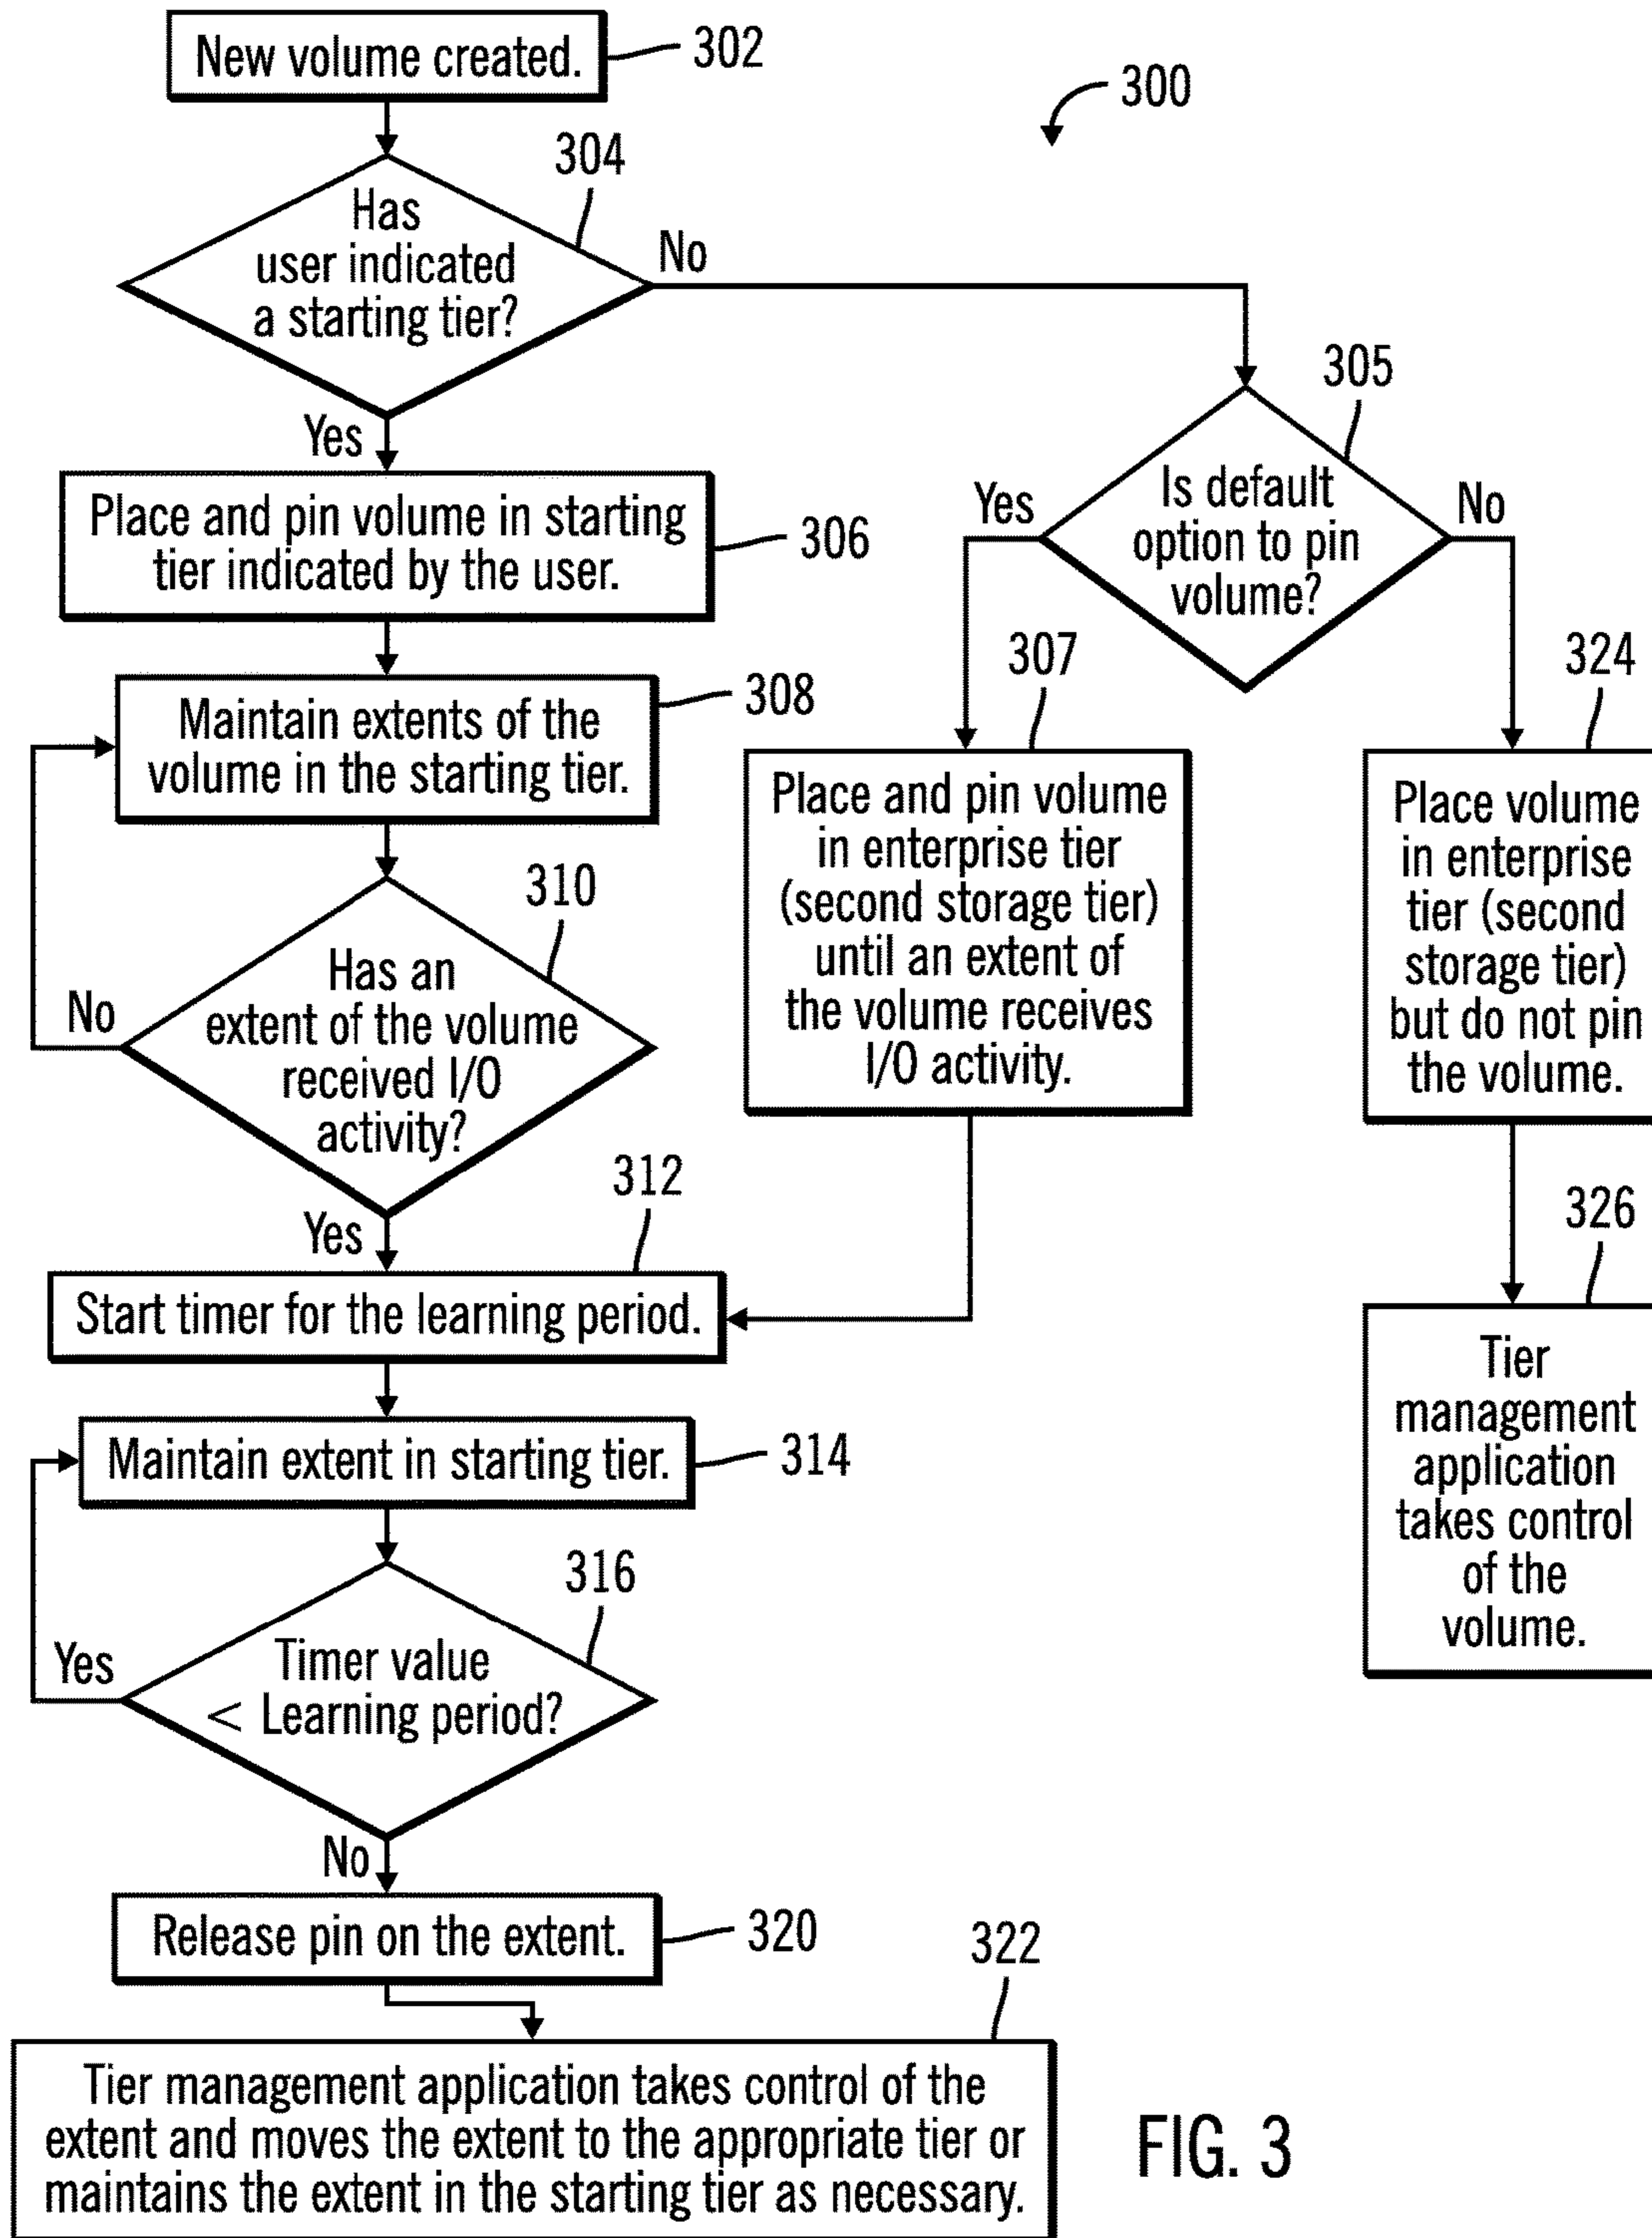 New volume created.
302
300
304
Has
user indicated
a starting tier?
No
Yes
305
Is default
option to pin
volume?
Yes
No
Place and pin volume in starting
tier indicated by the user.
306
307
324
Maintain extents of the
volume in the starting tier.
308
Place and pin volume
in enterprise tier
(second storage tier)
until an extent of
the volume receives
I/O activity.
Place volume
in enterprise
tier (second
storage tier)
but do not pin
the volume.
310
Has an
extent of the volume
received I/O
activity?
No
Yes
312
Start timer for the learning period.
326
Tier
management
application
takes control
of the
volume.
Maintain extent in starting tier.
314
316
Timer value
< Learning period?
Yes
No
Release pin on the extent.
320
322
Tier management application takes control of the
extent and moves the extent to the appropriate tier or
maintains the extent in the starting tier as necessary.
FIG. 3